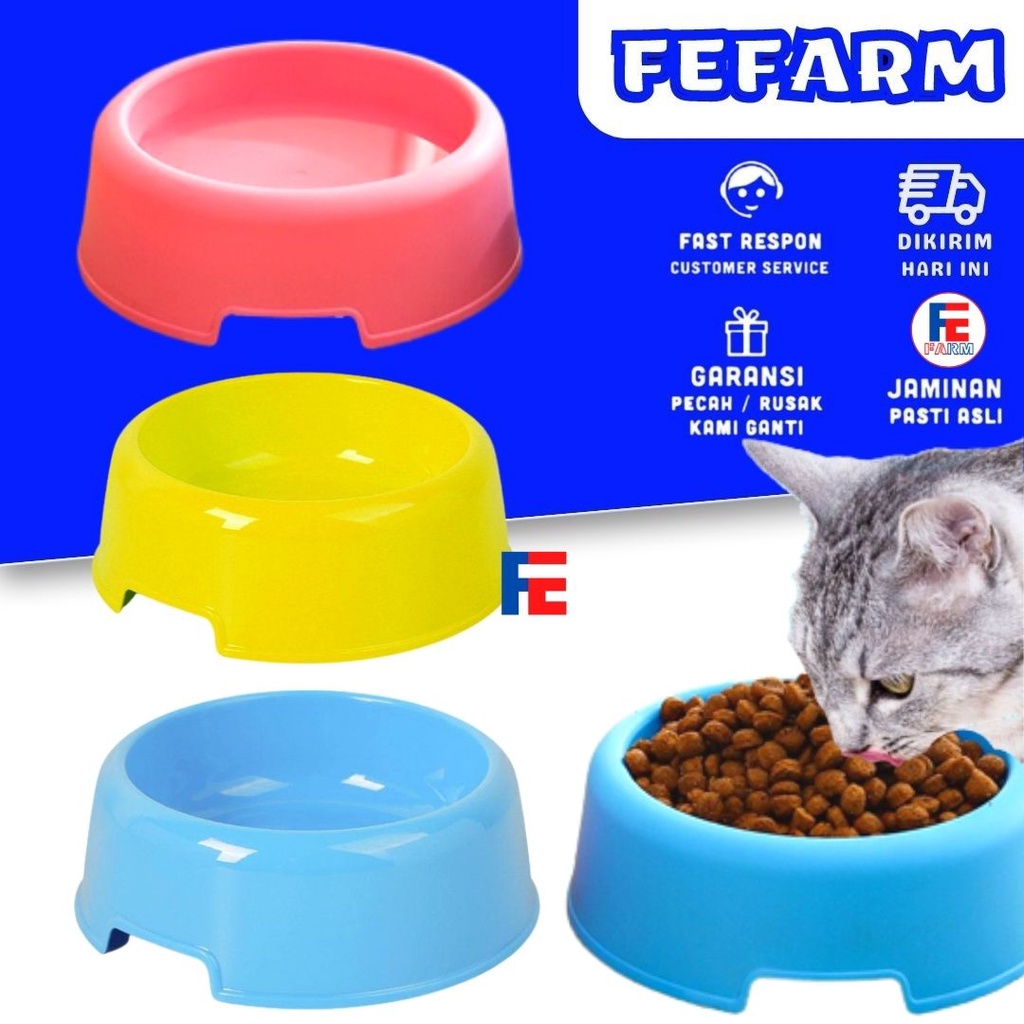 FEFARM
FAST RESPON
CUSTOMER SERVICE
DIKIRIM
HARI INI
GARANSI
PECAH / RUSAK
KAMI GANTI
FE
FARM
JAMINAN
PASTI ASLI
FE